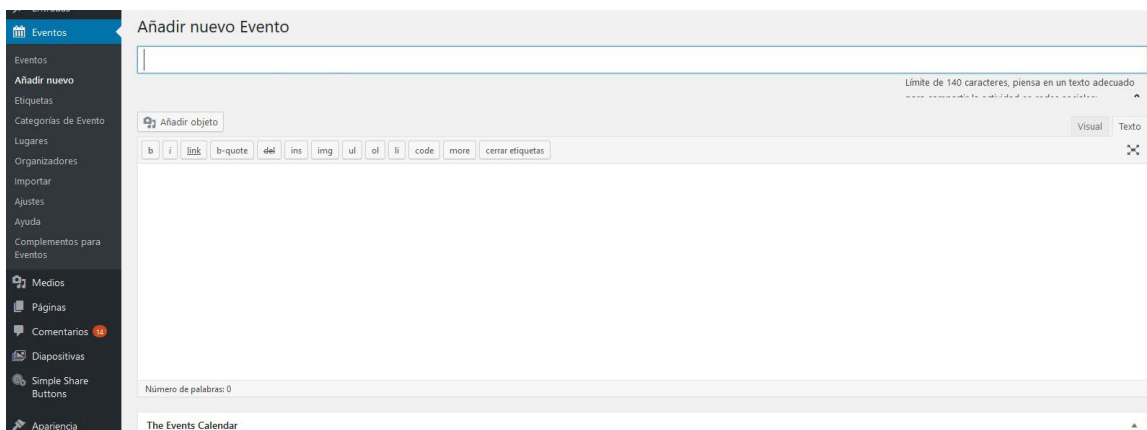 Eventos
Eventos
Añadir nuevo
Etiquetas
Categorías de Evento
Lugares
Organizadores
Importar
Ajustes
Ayuda
Complementos para
Eventos
Medios
Páginas
Comentarios 14
Diapositivas
Simple Share
Buttons
Apariencia
Añadir nuevo Evento
Límite de 140 caracteres, piensa en un texto adecuado
Añadir objeto
Visual Texto
b i link b-quote del ins img ul ol li code more cerrar etiquetas
Número de palabras: 0
The Events Calendar